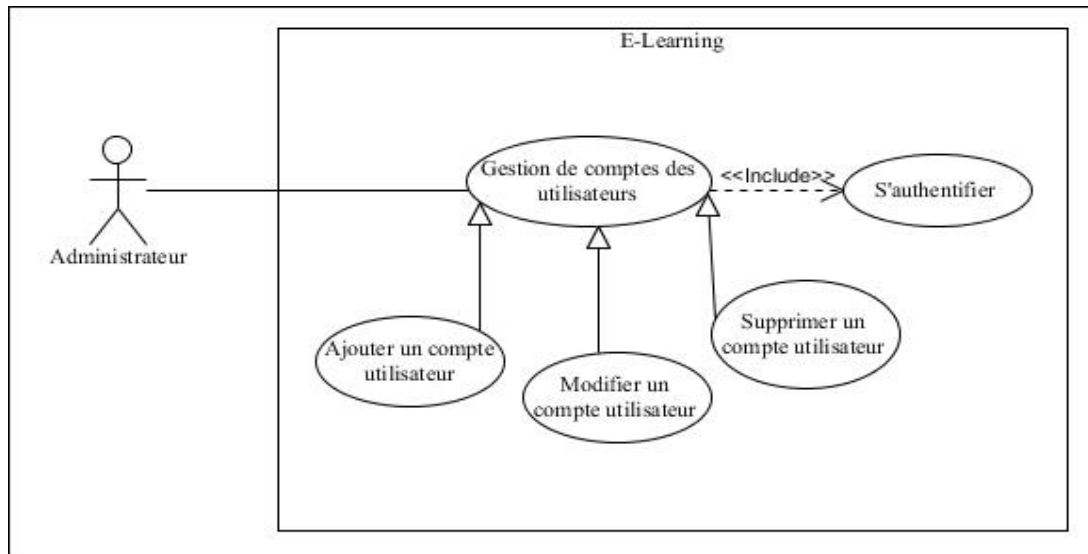 E-Learning
Gestion de comptes des
utilisateurs
<<Include>>
S'authentifier
Administrateur
Ajouter un compte
utilisateur
Modifier un
compte utilisateur
Supprimer un
compte utilisateur